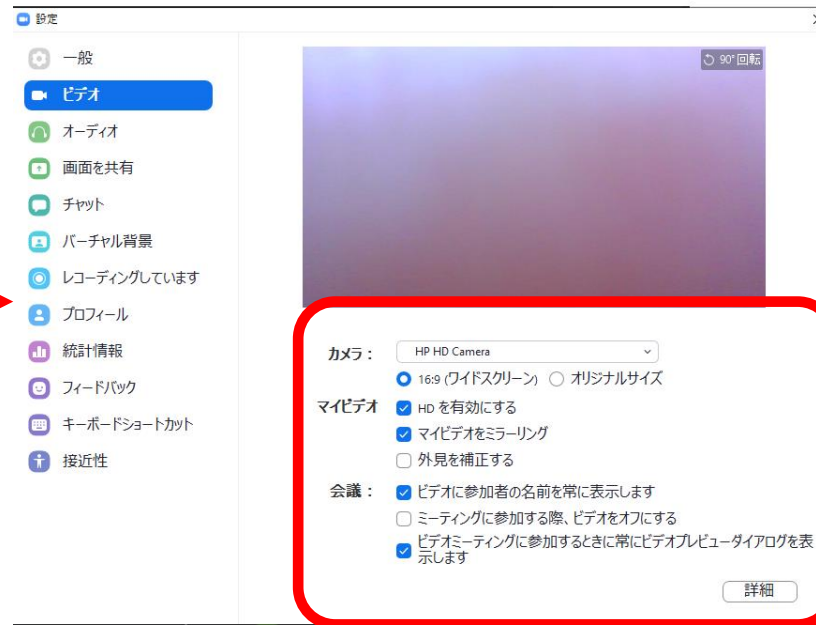 設定
一般
ビデオ
オーディオ
画面を共有
チャット
バーチャル背景
レコーディングしています
プロフィール
統計情報
フィードバック
キーボードショートカット
接近性
90°回転
カメラ： HP HD Camera
16:9 (ワイドスクリーン) オリジナルサイズ
マイビデオ HD を有効にする
マイビデオをミラーリング
外見を補正する
会議： ビデオに参加者の名前を常に表示します
ミーティングに参加する際、ビデオをオフにする
ビデオミーティングに参加するときに常にビデオプレビューダイアログを表
示します
詳細